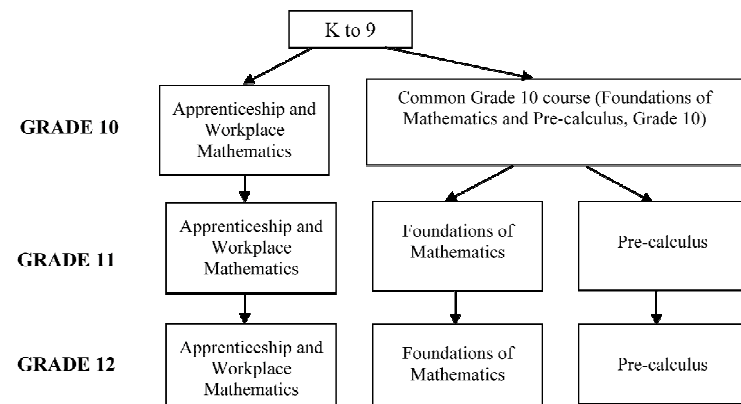 K to 9
GRADE 10
Apprenticeship and
Workplace
Mathematics
Common Grade 10 course (Foundations of
Mathematics and Pre-calculus, Grade 10)
GRADE 11
Apprenticeship and
Workplace
Mathematics
Foundations of
Mathematics
Pre-calculus
GRADE 12
Apprenticeship and
Workplace
Mathematics
Foundations of
Mathematics
Pre-calculus